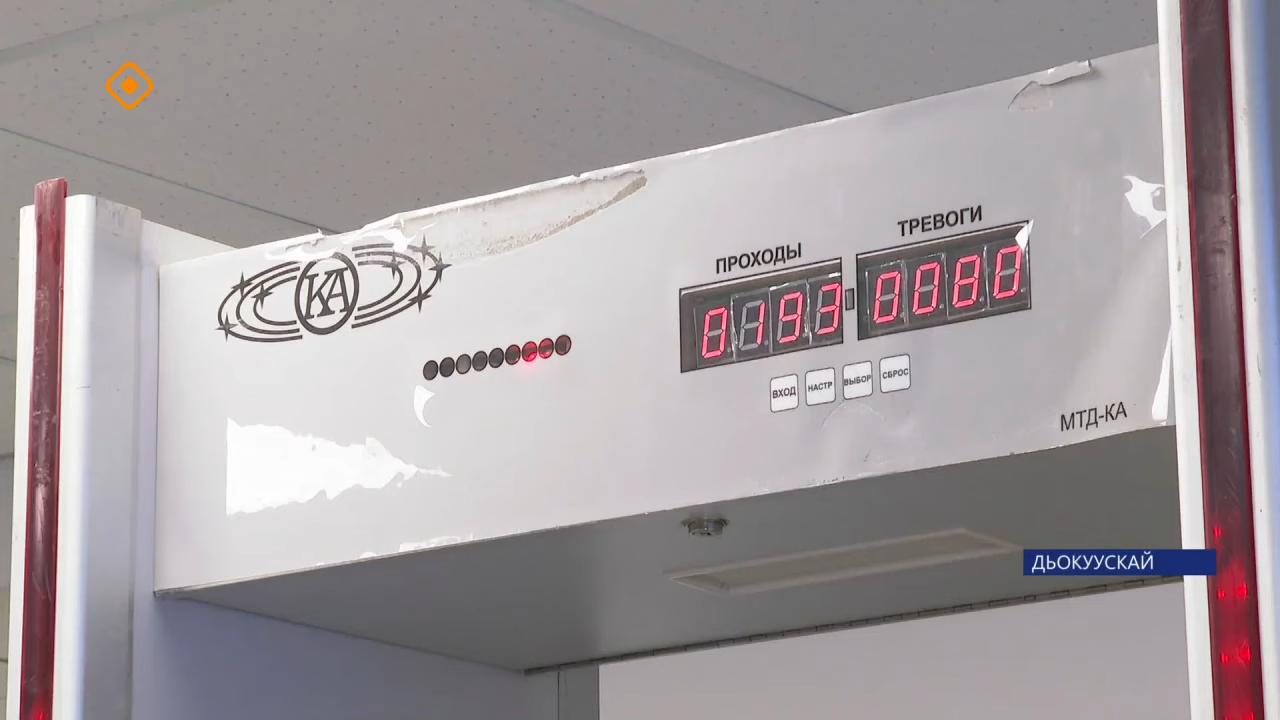 КА
ТРЕВОГИ
ПРОХОДЫ
0193 0080
ВХОД НАСТР ВЫБОР СБРОС
МТД-КА
ДЬОКУУСКАЙ